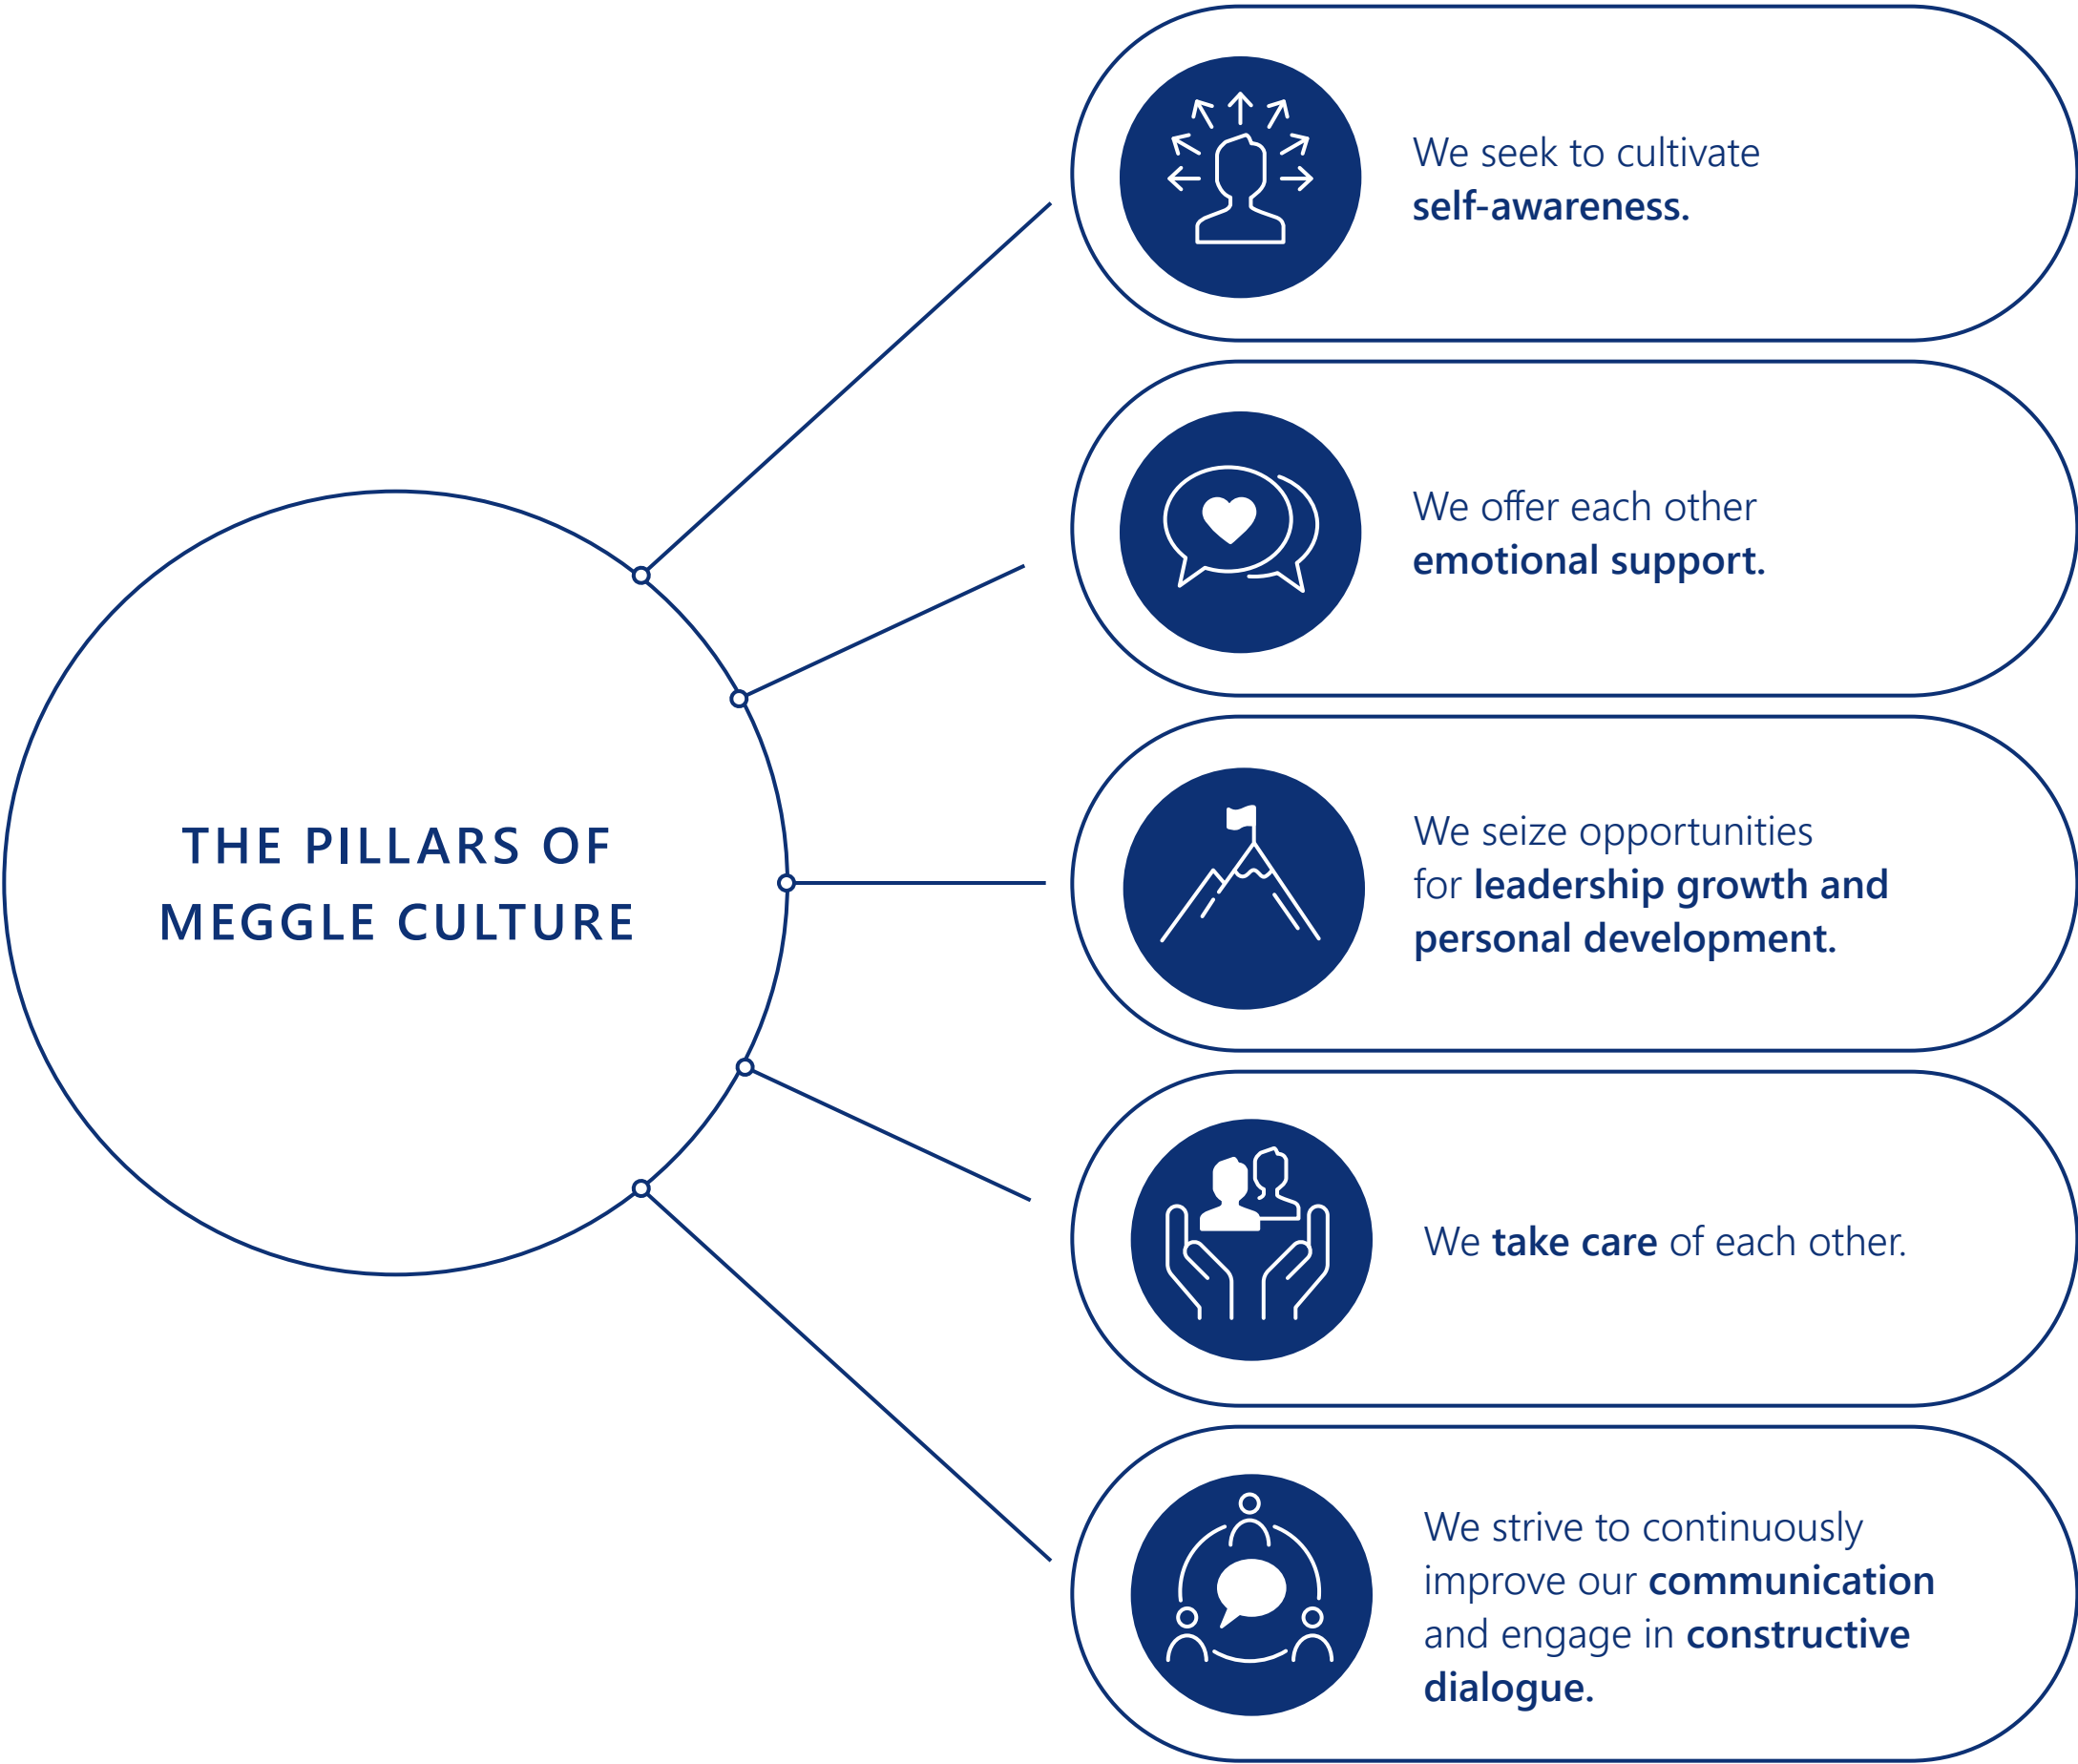 THE PILLARS OF
MEGGLE CULTURE
We seek to cultivate
self-awareness.
We offer each other
emotional support.
We seize opportunities
for leadership growth and
personal development.
We take care of each other.
We strive to continuously
improve our communication
and engage in constructive
dialogue.